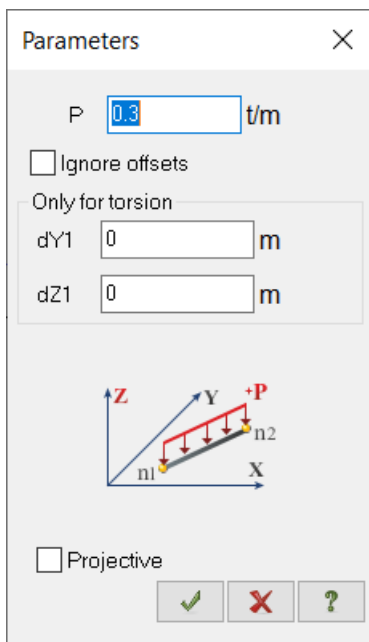 Parameters
P 0.3 t/m
Ignore offsets
Only for torsion
dY1 0 m
dZ1 0 m
Z Y +P
n1 n2
X
Projective
?